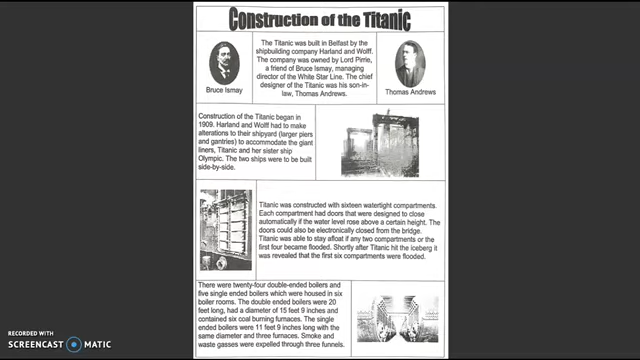 Construction of the Titanic
The Titanic was built in Belfast by the
shipbuilding company Harland and Wolff.
The company was owned by Lord Pirrie,
a friend of Bruce Ismay, managing
director of the White Star Line. The chief
designer of the Titanic was his son-in-
law, Thomas Andrews.
Bruce Ismay
Thomas Andrews
Construction of the Titanic began in
1909. Harland and Wolff had to make
alterations to their shipyard (larger piers
and gantries) to accommodate the giant
liners, Titanic and her sister ship
Olympic. The two ships were to be built
side-by-side.
Titanic was constructed with sixteen watertight compartments.
Each compartment had doors that were designed to close
automatically if the water level rose above a certain height. The
doors could also be electronically closed from the bridge.
Titanic was able to stay afloat if any two compartments or the
first four became flooded. Shortly after Titanic hit the iceberg it
was revealed that the first six compartments were flooded.
There were twenty-four double-ended boilers and
five single ended boilers which were housed in six
boiler rooms. The double ended boilers were 20
feet long, had a diameter of 15 feet 9 inches and
contained six coal burning furnaces. The single
ended boilers were 11 feet 9 inches long with the
same diameter and three furnaces. Smoke and
waste gasses were expelled through three funnels.
RECORDED WITH
SCREENCAST MATIC